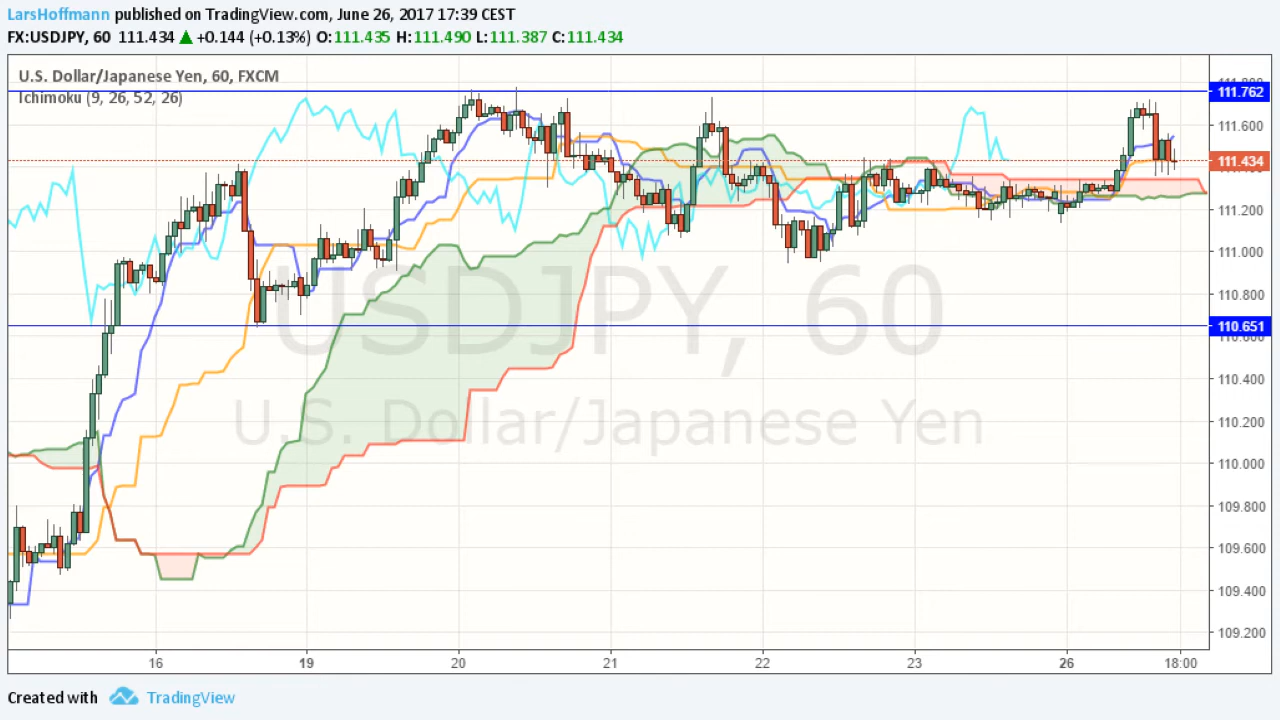 LarsHoffmann published on TradingView.com, June 26, 2017 17:39 CEST
FX:USDJPY, 60 111.434 ▲ +0.144 (+0.13%) O:111.435 H:111.490 L:111.387 C:111.434
U.S. Dollar/Japanese Yen, 60, FXCM
Ichimoku (9, 26, 52, 26)
USDJPY, 60
U.S. Dollar/Japanese Yen
111.800
111.762
111.600
111.434
111.200
111.000
110.800
110.651
110.600
110.400
110.200
110.000
109.800
109.600
109.400
109.200
16 19 20 21 22 23 26 18:00
Created with TradingView